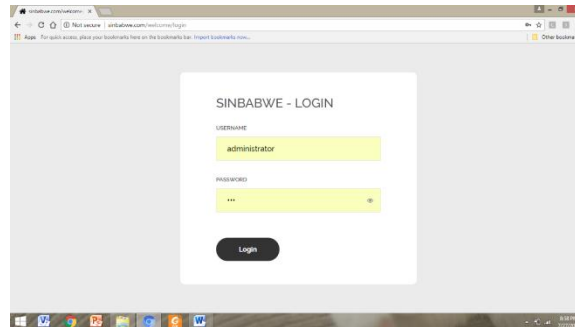 sinbabwe.com/welcome/
Not secure | sinbabwe.com/welcome/login
Apps For quick access, place your bookmarks here on the bookmarks bar. Import bookmarks now...
Other bookma
SINBABWE - LOGIN
USERNAME
administrator
PASSWORD
•••
Login